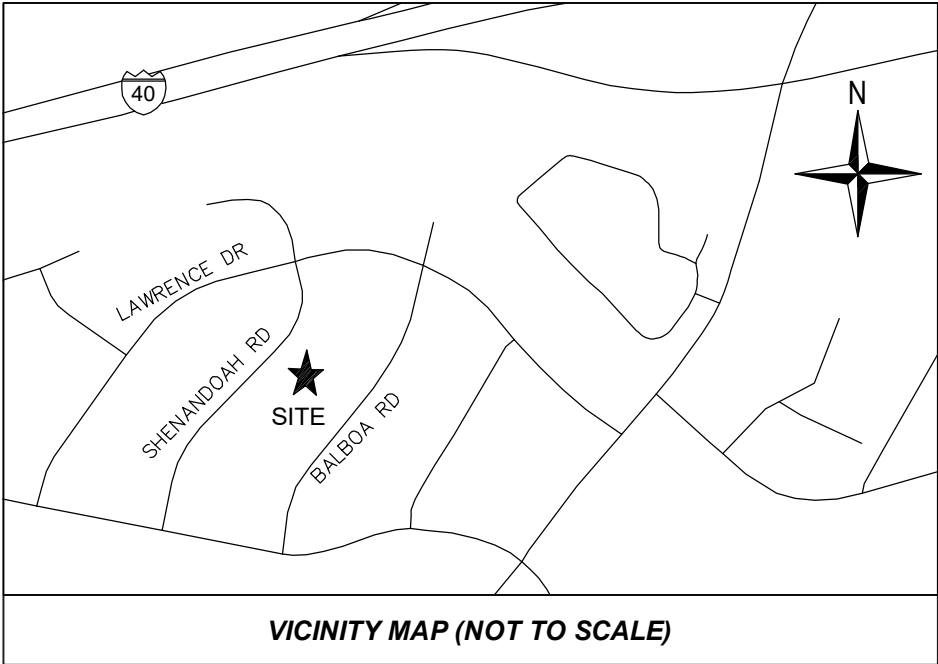 40
N
LAWRENCE DR
SHENANDOAH RD
SITE
BALBOA RD
VICINITY MAP (NOT TO SCALE)